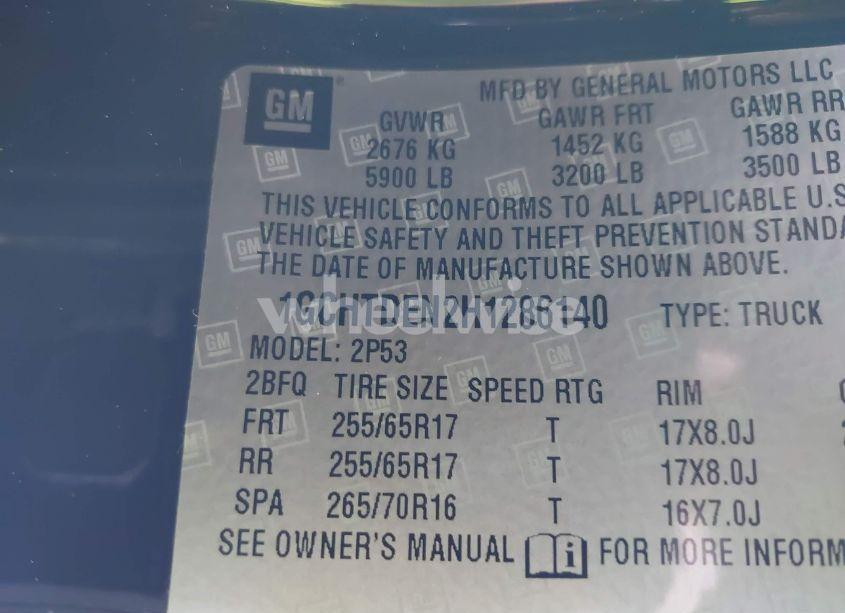 GM
MFD BY GENERAL MOTORS LLC
GVWR GAWR FRT GAWR RR
2676 KG 1452 KG 1588 KG
5900 LB 3200 LB 3500 LB
THIS VEHICLE CONFORMS TO ALL APPLICABLE U.S
VEHICLE SAFETY AND THEFT PREVENTION STANDA
THE DATE OF MANUFACTURE SHOWN ABOVE.
TYPE: TRUCK
wheelwise
MODEL: 2P53
2BFQ TIRE SIZE SPEED RTG RIM
FRT 255/65R17 T 17X8.0J
RR 255/65R17 T 17X8.0J
SPA 265/70R16 T 16X7.0J
SEE OWNER'S MANUAL i FOR MORE INFORM